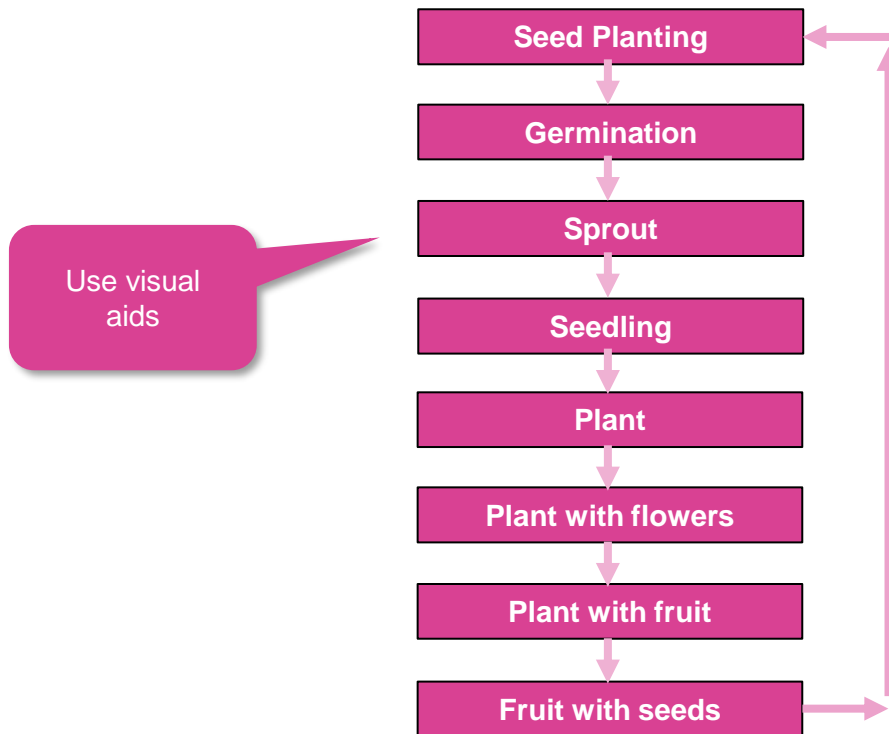 Seed Planting
Germination
Sprout
Use visual
aids
Seedling
Plant
Plant with flowers
Plant with fruit
Fruit with seeds